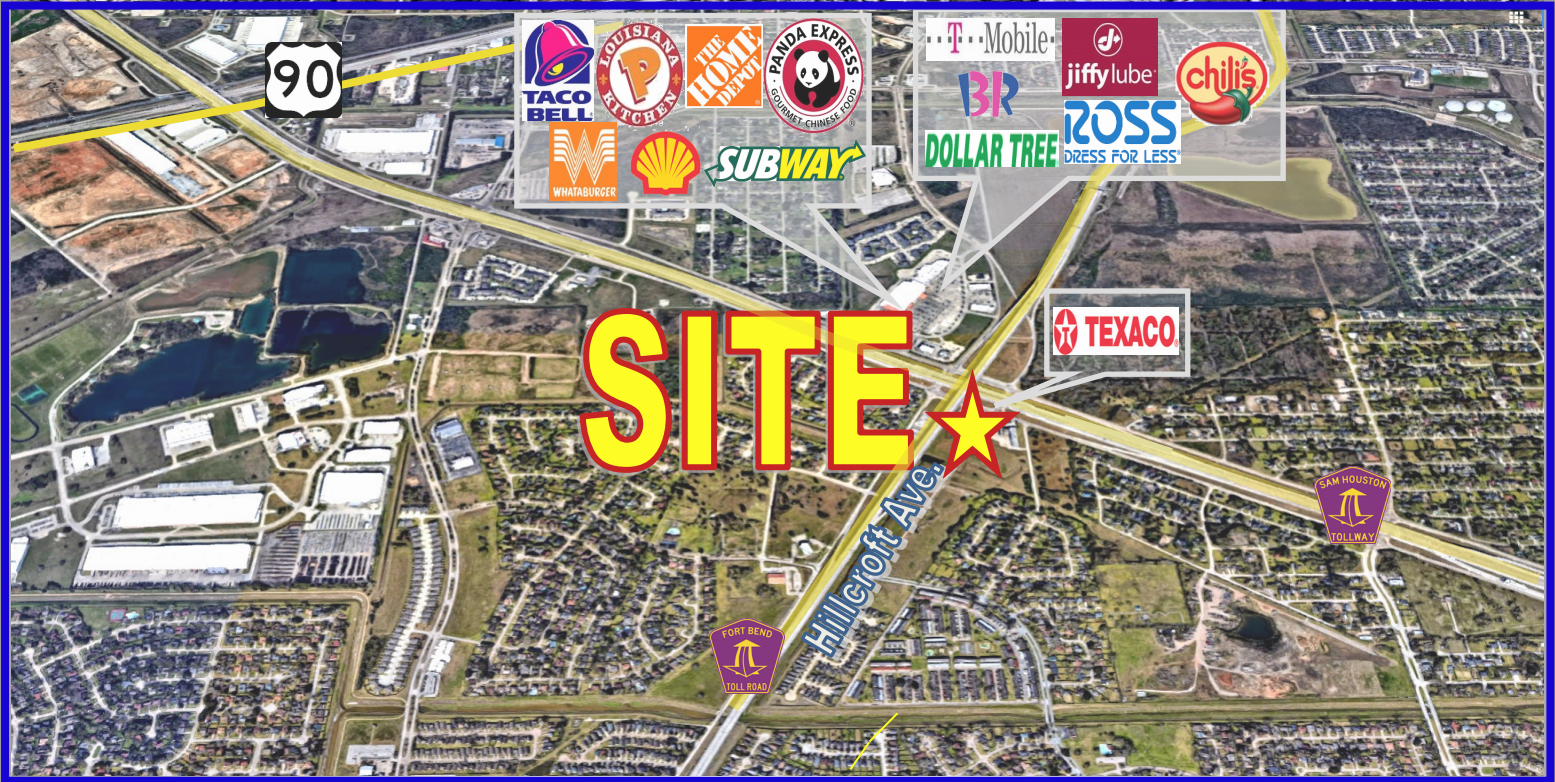 90
TACO
BELL
LOUISIANA
P
KITCHEN
THE
HOME
DEPOT
PANDA EXPRESS
GOURMET CHINESE FOOD
®
WHATABURGER
SUBWAY
T··Mobile·
jiffy lube
BR
DOLLAR TREE
ROSS
DRESS FOR LESS®
chili's
TEXACO
SITE
Hillcroft Ave.
SAM HOUSTON
TOLLWAY
FORT BEND
TOLL ROAD